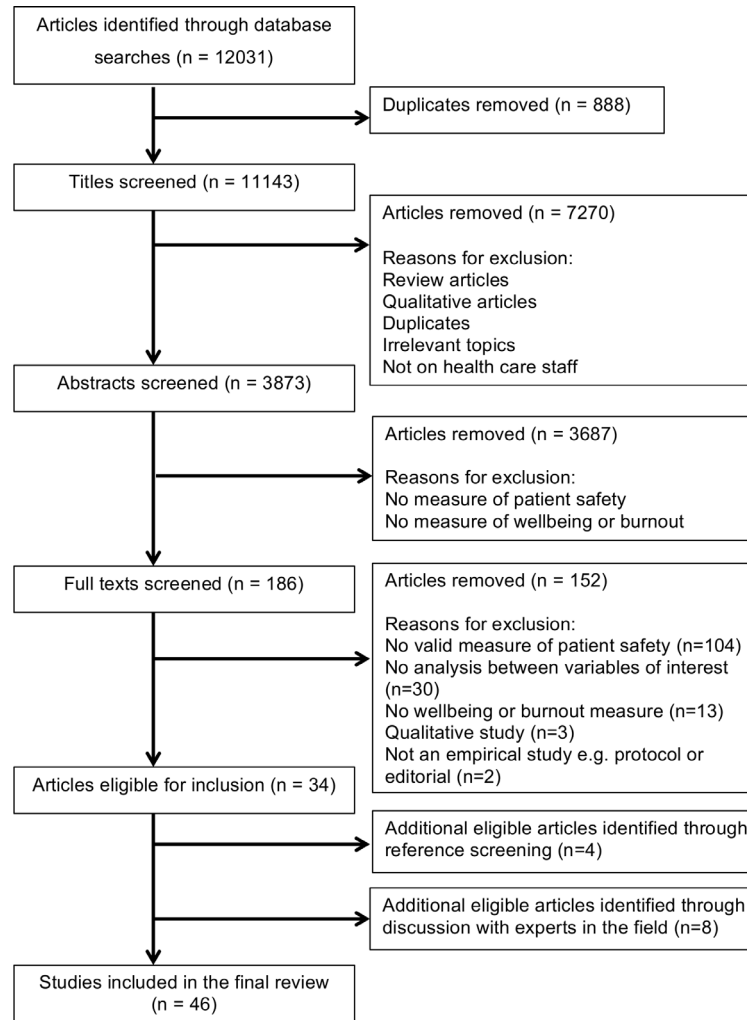 Articles identified through database
searches (n = 12031)
Duplicates removed (n = 888)
Titles screened (n = 11143)
Articles removed (n = 7270)
Reasons for exclusion:
Review articles
Qualitative articles
Duplicates
Irrelevant topics
Not on health care staff
Abstracts screened (n = 3873)
Articles removed (n = 3687)
Reasons for exclusion:
No measure of patient safety
No measure of wellbeing or burnout
Full texts screened (n = 186)
Articles removed (n = 152)
Reasons for exclusion:
No valid measure of patient safety (n=104)
No analysis between variables of interest
(n=30)
No wellbeing or burnout measure (n=13)
Qualitative study (n=3)
Not an empirical study e.g. protocol or
editorial (n=2)
Articles eligible for inclusion (n = 34)
Additional eligible articles identified through
reference screening (n=4)
Additional eligible articles identified through
discussion with experts in the field (n=8)
Studies included in the final review
(n = 46)